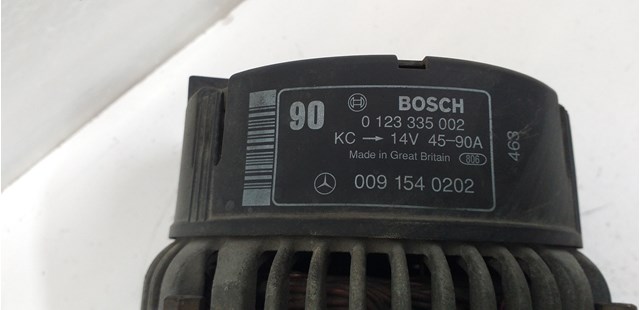 90
BOSCH
0 123 335 002
KC → 14V 45-90A
Made in Great Britain 806
009 154 0202
463